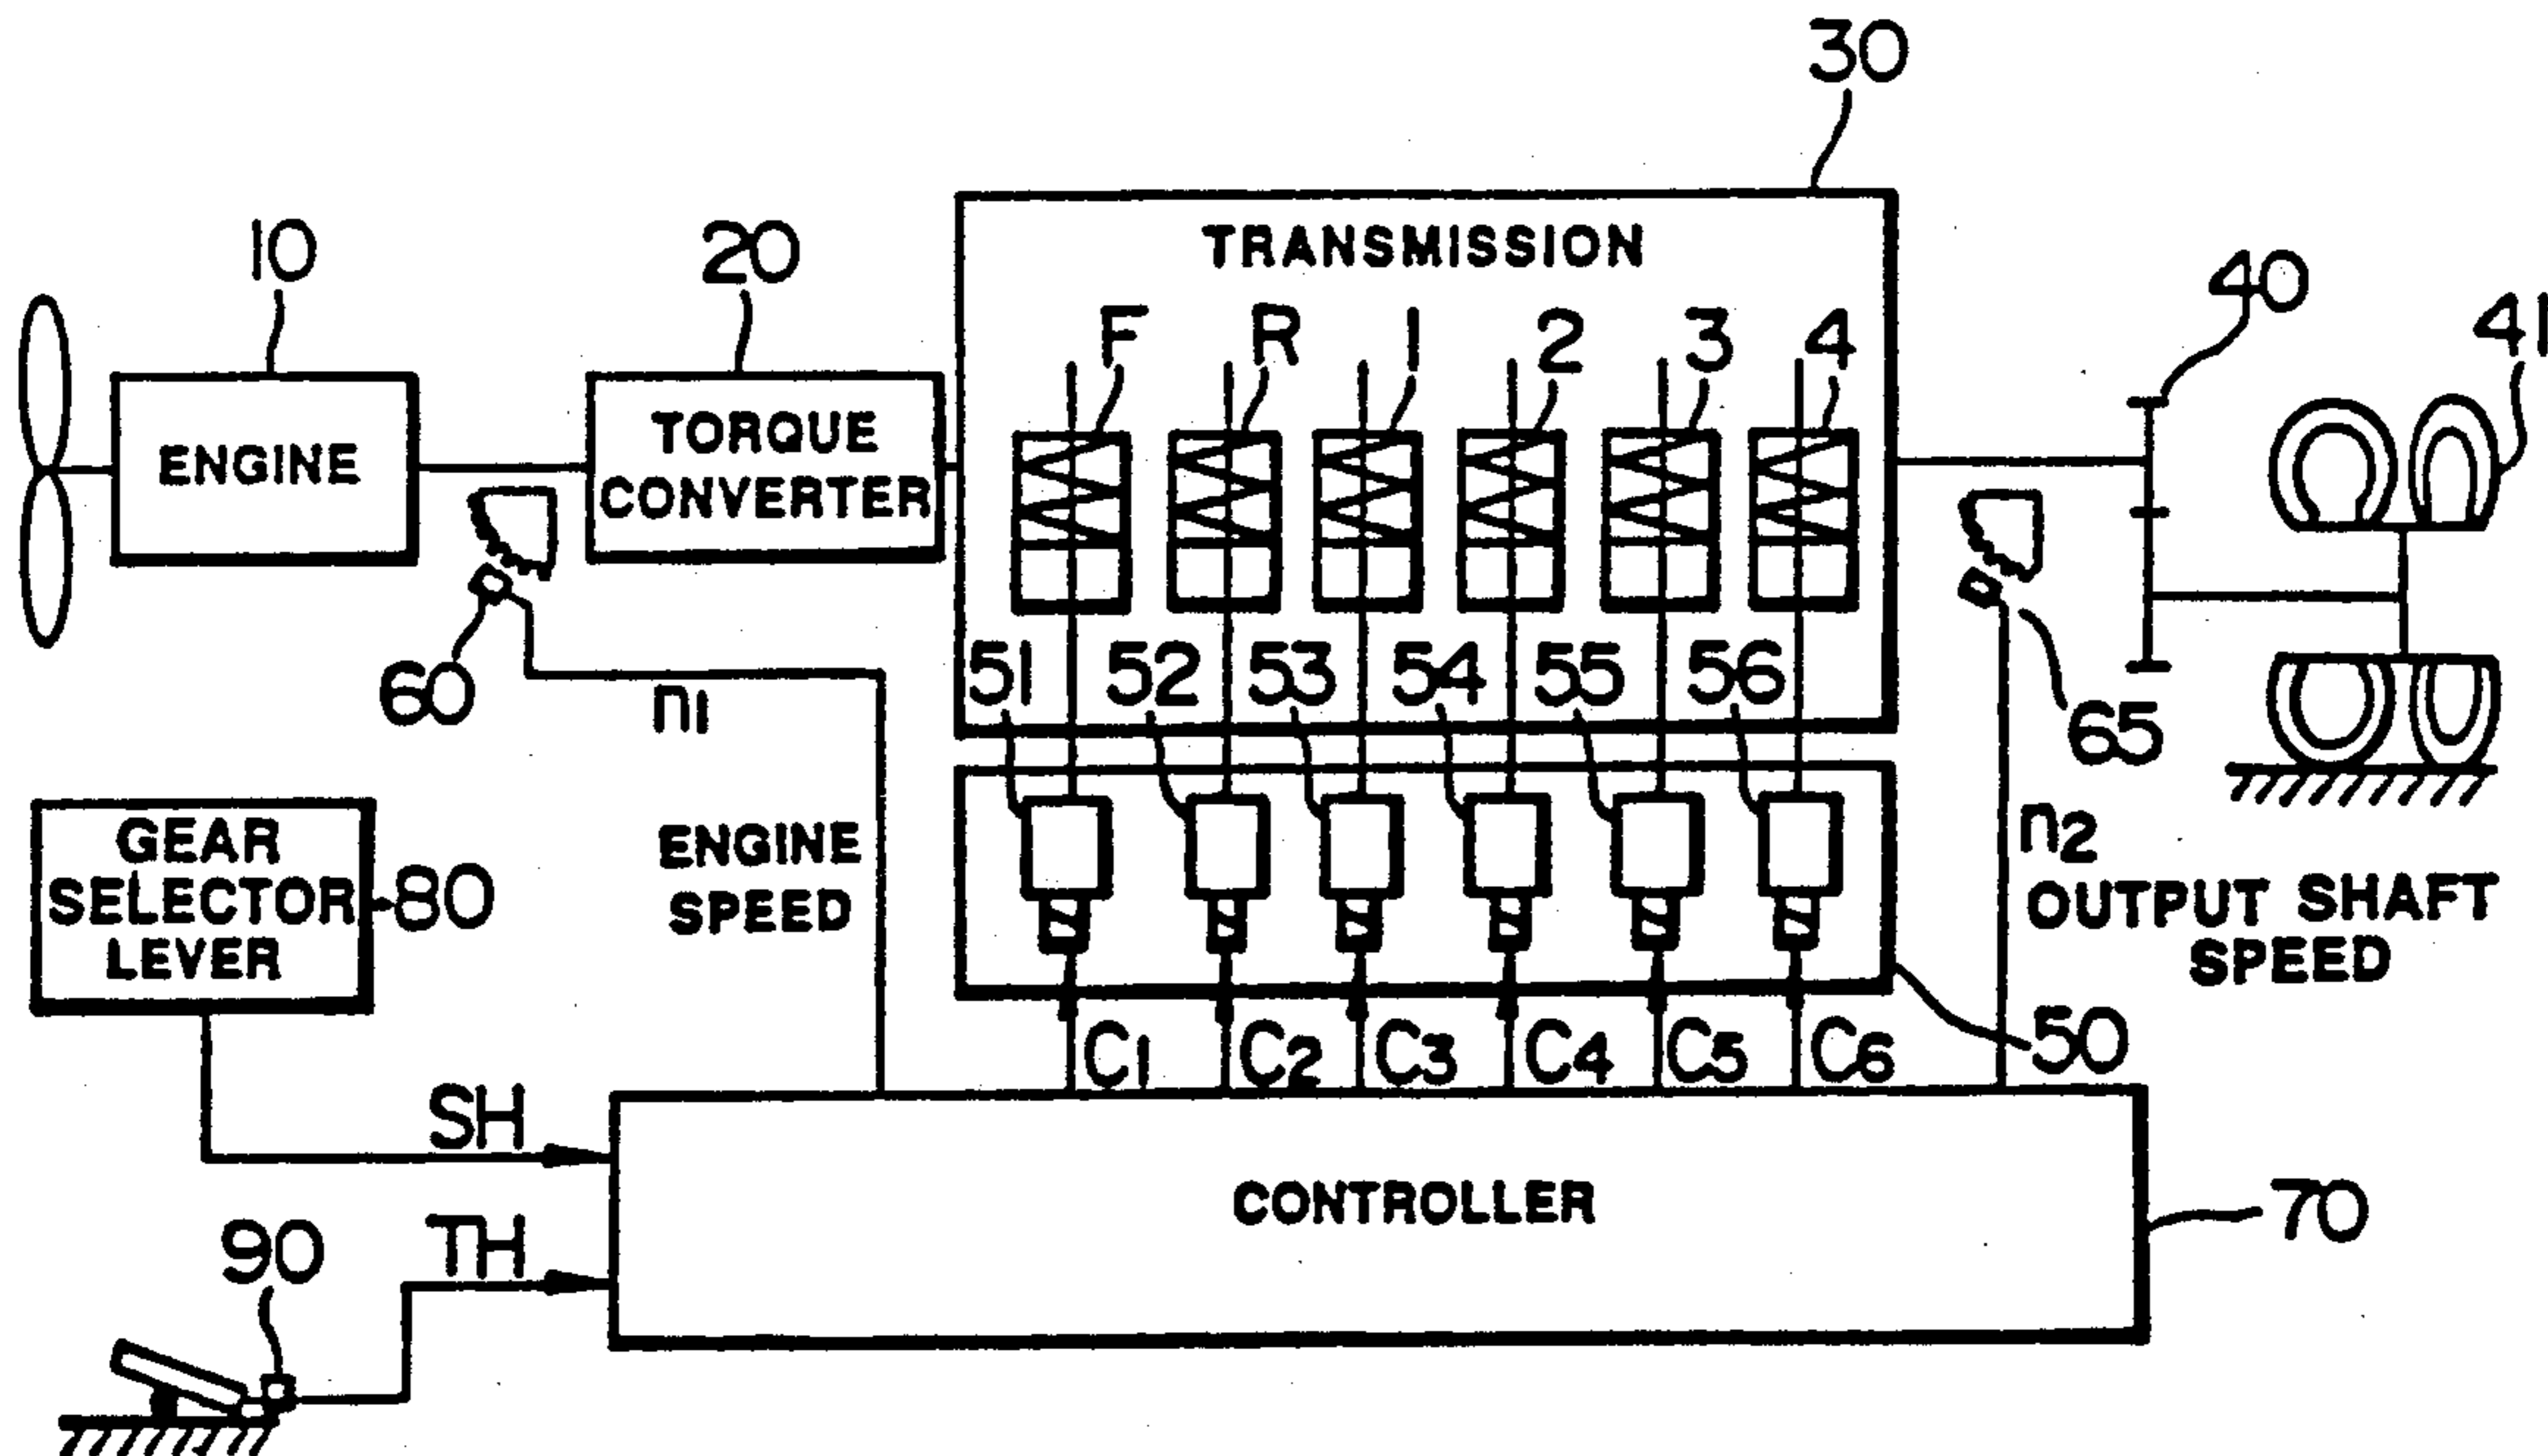 30
10
20
TRANSMISSION
40
41
F R 1 2 3 4
ENGINE
TORQUE
CONVERTER
60
n1
51 52 53 54 55 56
65
GEAR
SELECTOR
LEVER
80
ENGINE
SPEED
n2
OUTPUT SHAFT
SPEED
50
C1 C2 C3 C4 C5 C6
SH
TH
CONTROLLER
70
90